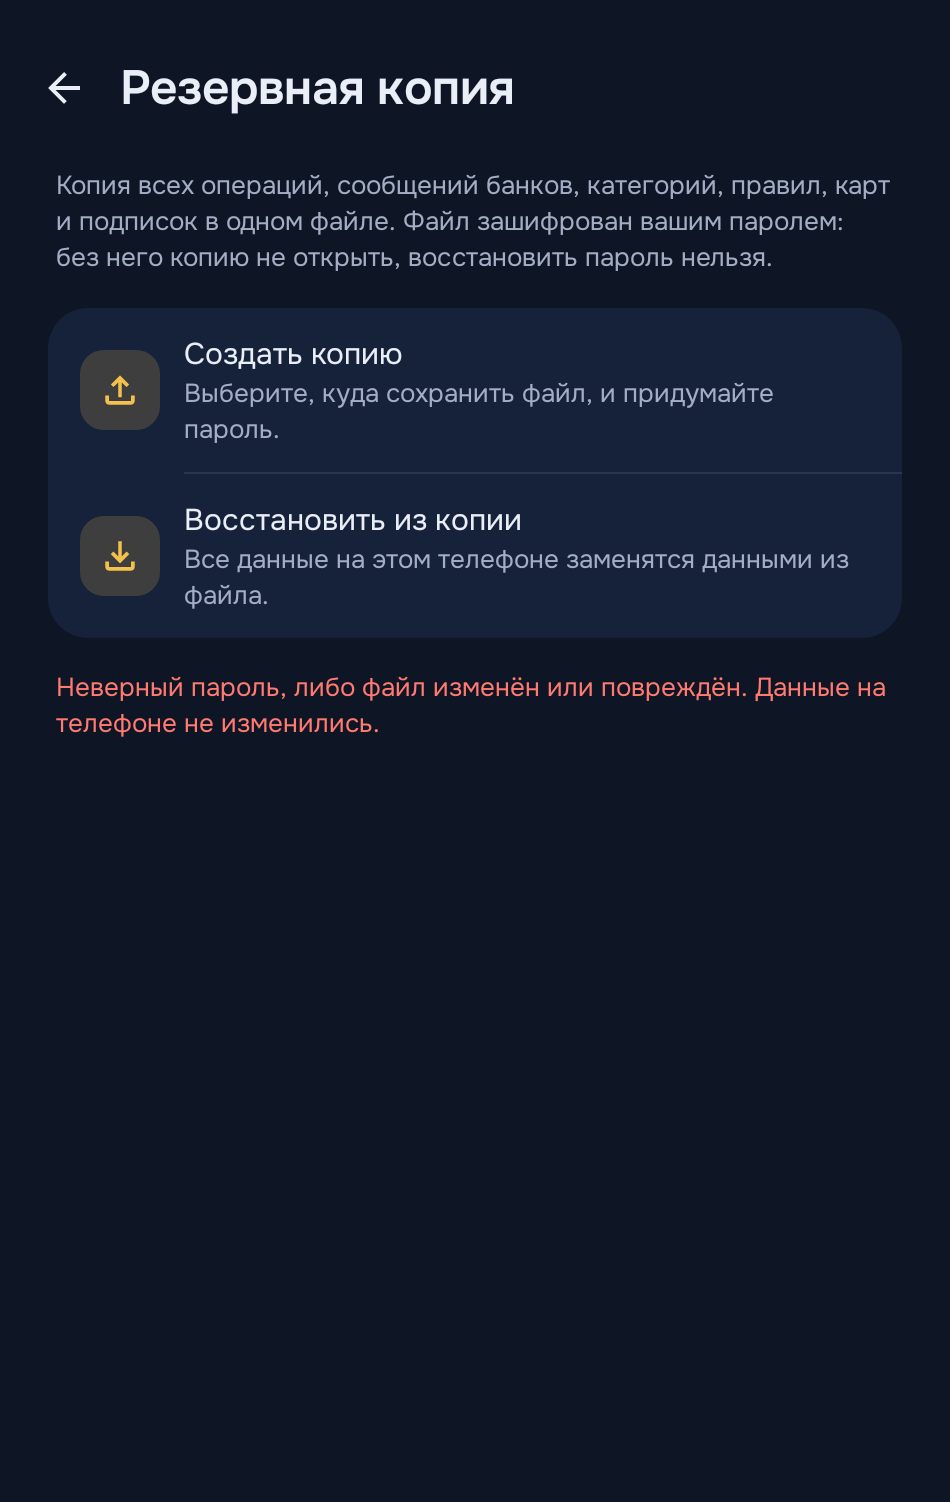 Резервная копия
Копия всех операций, сообщений банков, категорий, правил, карт
и подписок в одном файле. Файл зашифрован вашим паролем:
без него копию не открыть, восстановить пароль нельзя.
Создать копию
Выберите, куда сохранить файл, и придумайте
пароль.
Восстановить из копии
Все данные на этом телефоне заменятся данными из
файла.
Неверный пароль, либо файл изменён или повреждён. Данные на
телефоне не изменились.